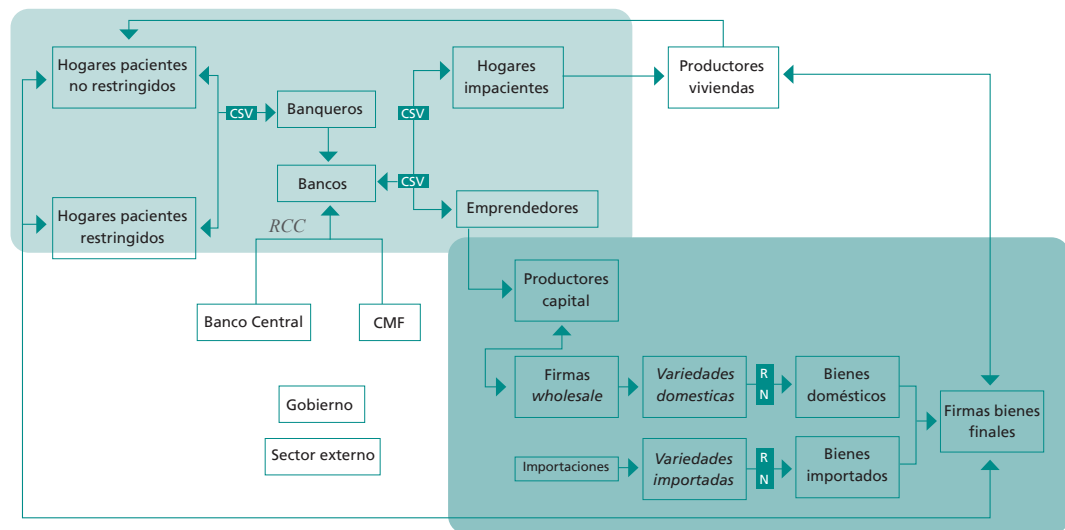 Hogares pacientes
no restringidos
CSV
Banqueros
Bancos
CSV
CSV
Hogares
impacientes
Productores
viviendas
Hogares pacientes
restringidos
RCC
Emprendedores
Banco Central
CMF
Gobierno
Sector externo
Productores
capital
Firmas
wholesale
Variedades
domesticas
R
N
Bienes
domésticos
Firmas bienes
finales
Importaciones
Variedades
importadas
R
N
Bienes
importados